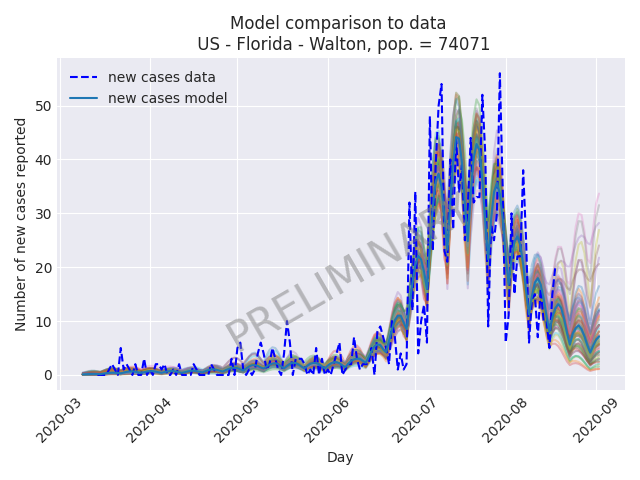 Model comparison to data
US - Florida - Walton, pop. = 74071
new cases data
new cases model
Number of new cases reported
50
40
30
20
10
0
PRELIMINARY
2020-03
2020-04
2020-05
2020-06
2020-07
2020-08
2020-09
Day